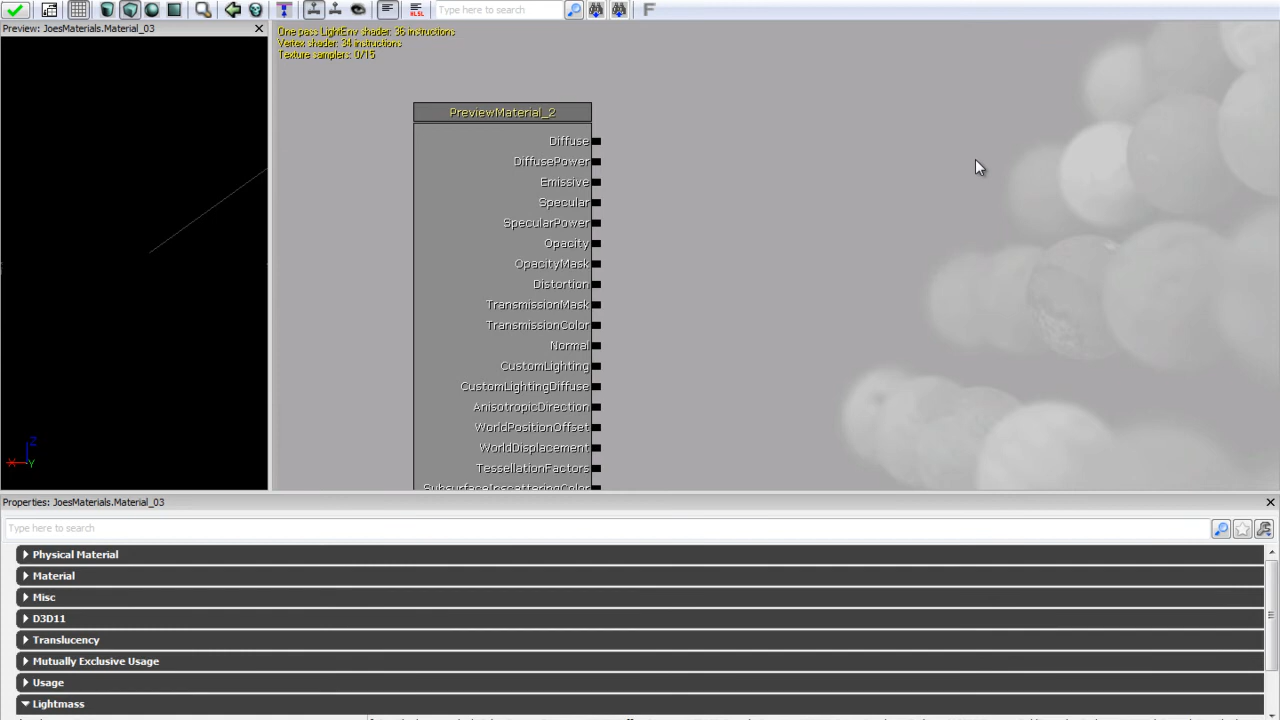 HLSL
Type here to search
F
Preview: JoesMaterials.Material_03
One pass LightEnv shader: 36 instructions
Vertex shader: 34 instructions
Texture samplers: 0/15
PreviewMaterial_2
Diffuse
DiffusePower
Emissive
Specular
SpecularPower
Opacity
OpacityMask
Distortion
TransmissionMask
TransmissionColor
Normal
CustomLighting
CustomLightingDiffuse
AnisotropicDirection
WorldPositionOffset
WorldDisplacement
TessellationFactors
SubsurfaceInscatteringColor
Z
X
Y
Properties: JoesMaterials.Material_03
Type here to search
Physical Material
Material
Misc
D3D11
Translucency
Mutually Exclusive Usage
Usage
Lightmass